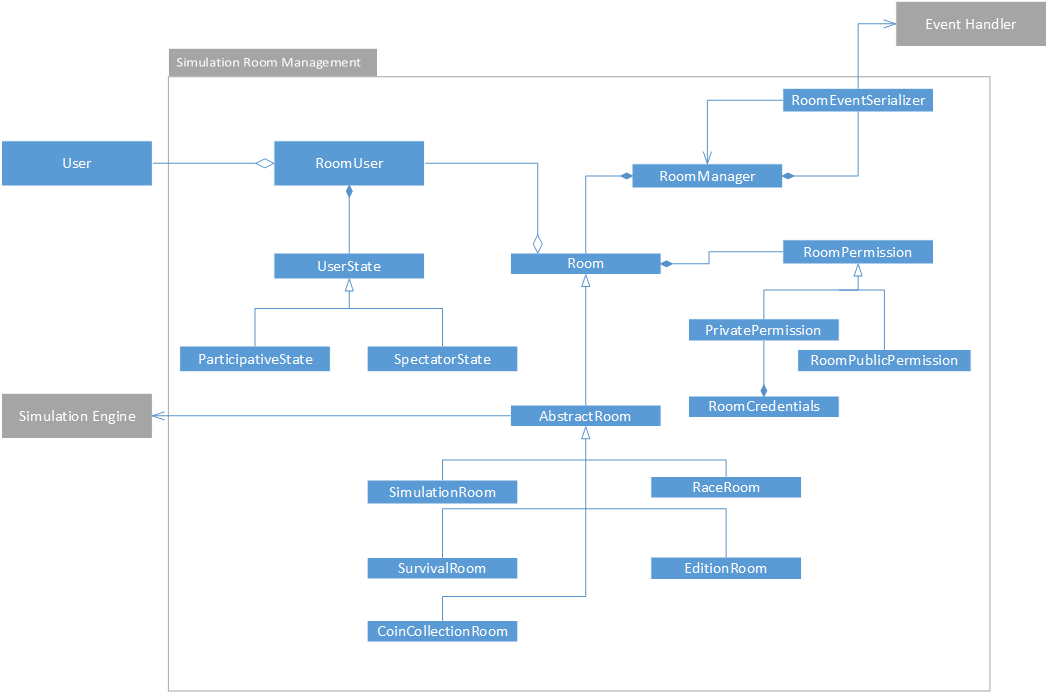 Event Handler
Simulation Room Management
RoomEventSerializer
User
RoomUser
RoomManager
RoomPermission
UserState
Room
PrivatePermission
ParticipativeState
SpectatorState
RoomPublicPermission
RoomCredentials
Simulation Engine
AbstractRoom
SimulationRoom
RaceRoom
SurvivalRoom
EditionRoom
CoinCollectionRoom